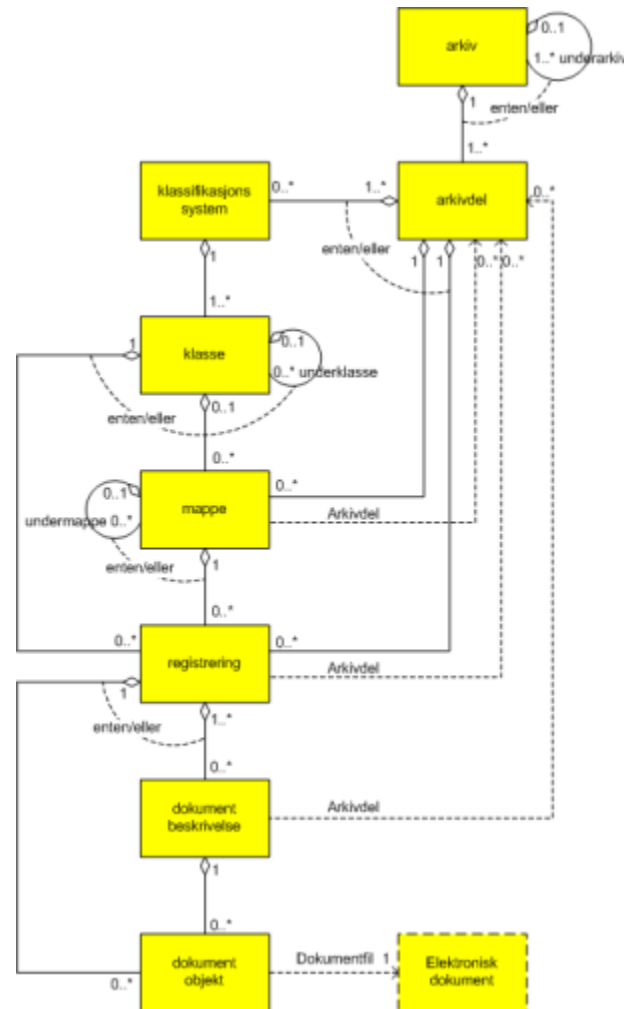 arkiv
0..1
1..* underarkiv
1
enten/eller
1..*
klassifikasjons
system
0..*
1..*
arkivdel
0..*
enten/eller
1
1
1
0..*
0..*
1..*
1
klasse
0..1
0..* underklasse
enten/eller
0..1
0..*
0..1
mappe
0..*
undermappe 0..*
Arkivdel
enten/eller
1
0..*
0..*
registrering
0..*
Arkivdel
1
enten/eller
1..*
0..*
dokument
beskrivelse
Arkivdel
1
0..*
dokument
objekt
Dokumentfil 1
Elektronisk
dokument
0..*